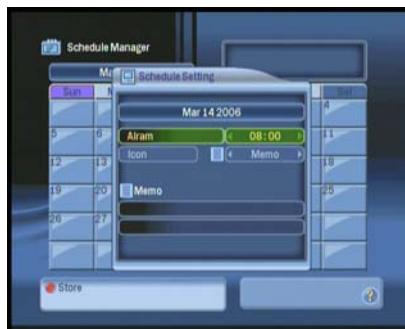 Schedule Manager
Schedule Setting
Sun
Sat
Mar 14 2006
4
Alram
08:00
5
6
11
Icon
Memo
12
13
18
19
20
Memo
25
26
27
Store